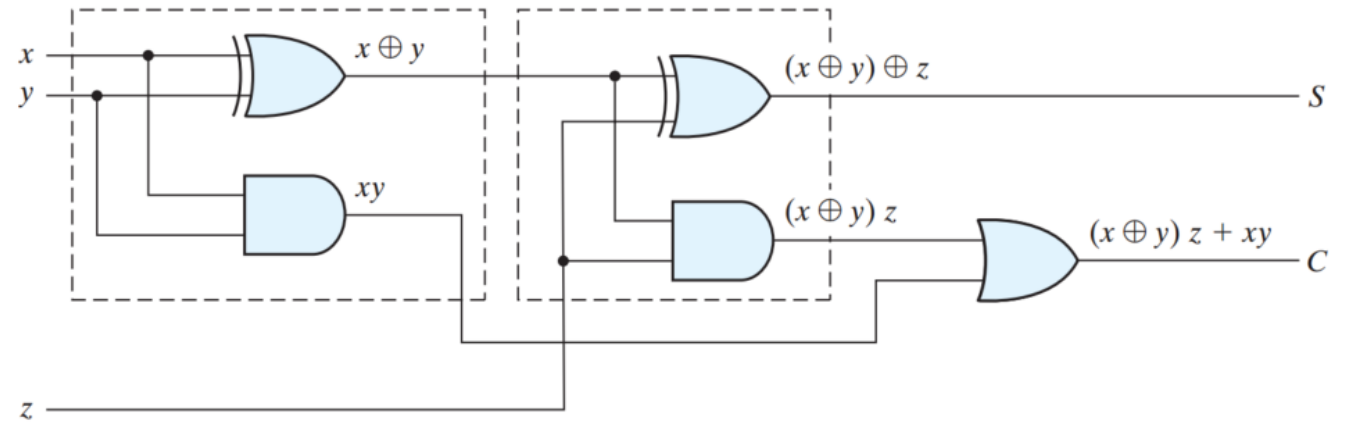 x
y
x ⊕ y
xy
(x ⊕ y) ⊕ z
S
(x ⊕ y) z
(x ⊕ y) z + xy
C
z